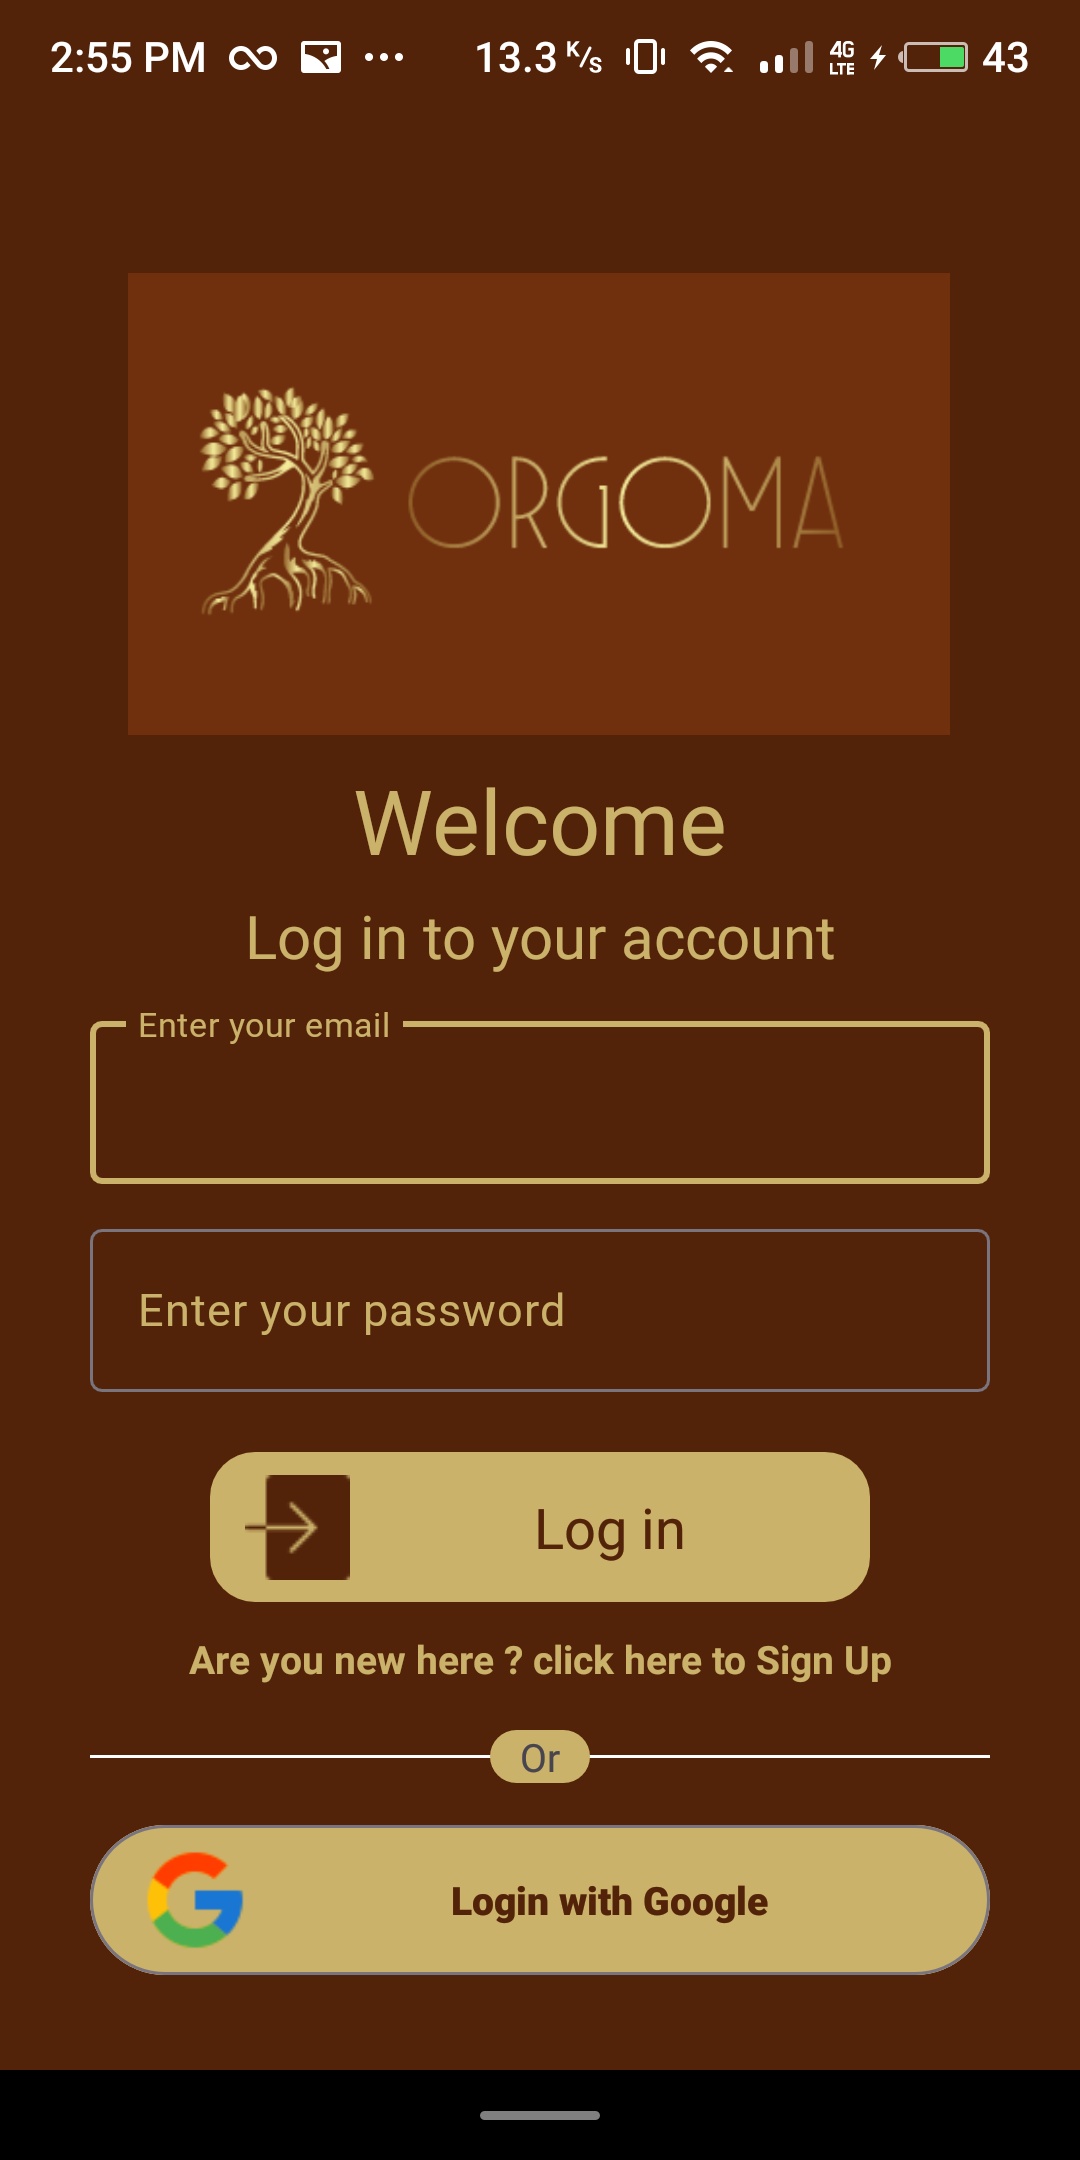 2:55 PM 13.3 K/s 4G LTE 43
ORGOMA
Welcome
Log in to your account
Enter your email
Enter your password
Log in
Are you new here ? click here to Sign Up
Or
Login with Google